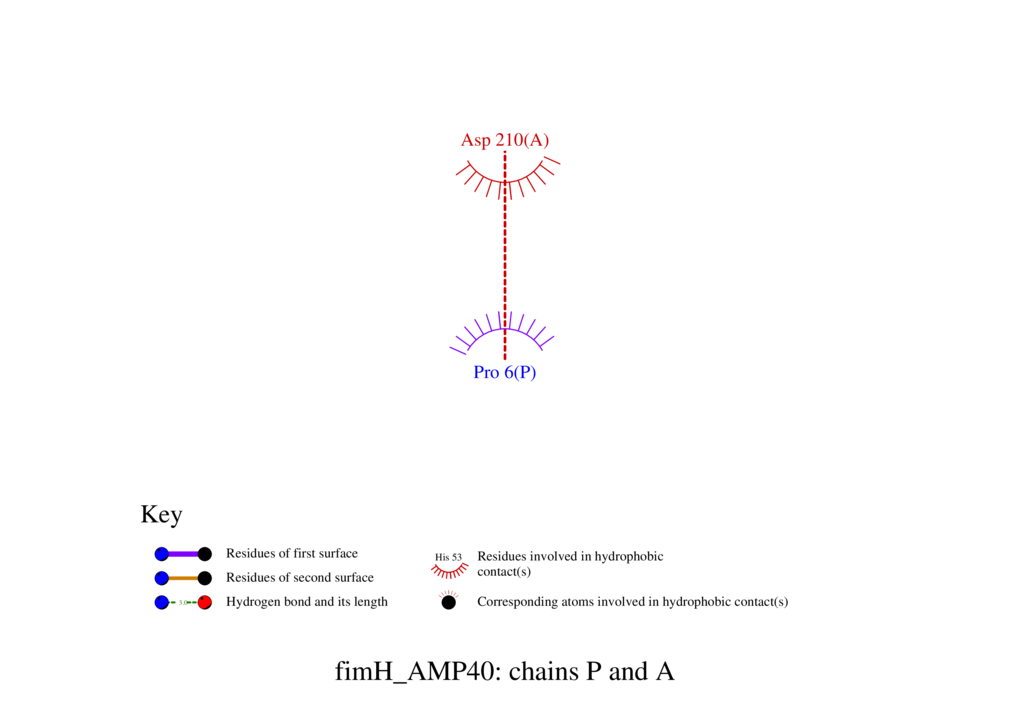 Asp 210(A)
Pro 6(P)
Key
Residues of first surface
Residues of second surface
3.0
Hydrogen bond and its length
His 53
Residues involved in hydrophobic
contact(s)
Corresponding atoms involved in hydrophobic contact(s)
fimH_AMP40: chains P and A